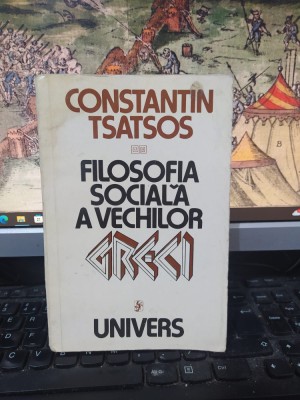 CONSTANTIN
TSATSOS
FILOSOFIA
SOCIALĂ
A VECHILOR
GRECI
UNIVERS